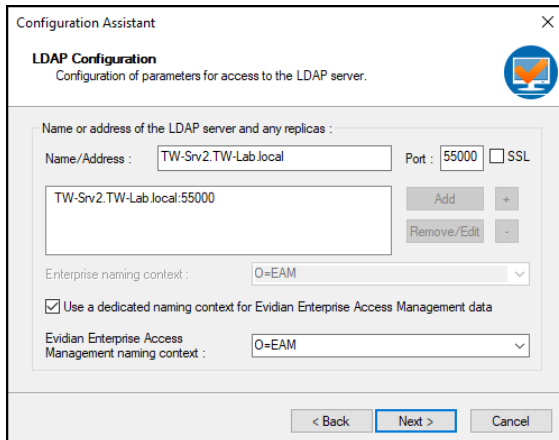 Configuration Assistant
LDAP Configuration
Configuration of parameters for access to the LDAP server.
Name or address of the LDAP server and any replicas :
Name/Address : TW-Srv2.TW-Lab.local Port : 55000 SSL
TW-Srv2.TW-Lab.local:55000
Add +
Remove/Edit -
Enterprise naming context : O=EAM
Use a dedicated naming context for Evidian Enterprise Access Management data
Evidian Enterprise Access
Management naming context : O=EAM
< Back Next > Cancel